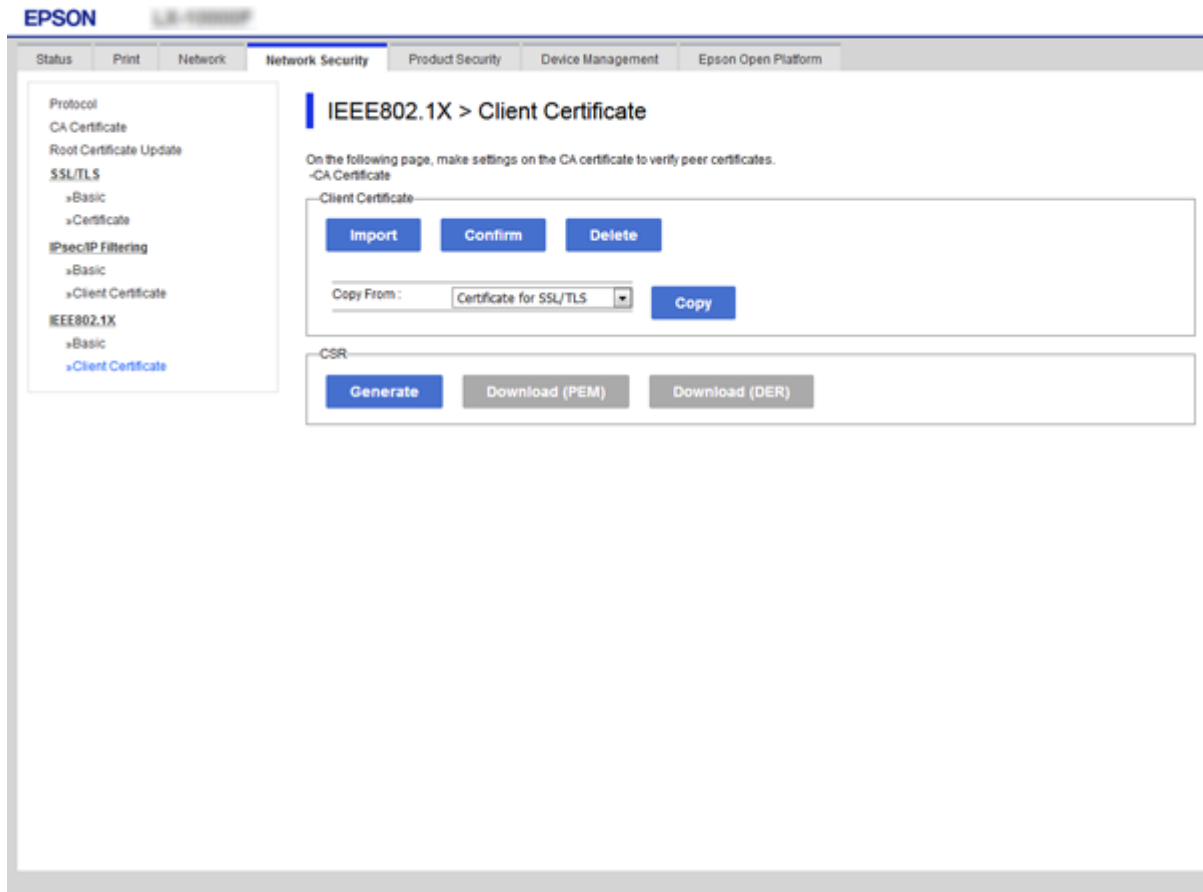 EPSON
Status Print Network Network Security Product Security Device Management Epson Open Platform
Protocol
CA Certificate
Root Certificate Update
SSL/TLS
»Basic
»Certificate
IPsec/IP Filtering
»Basic
»Client Certificate
IEEE802.1X
»Basic
»Client Certificate
IEEE802.1X > Client Certificate
On the following page, make settings on the CA certificate to verify peer certificates.
-CA Certificate
Client Certificate
Import Confirm Delete
Copy From : Certificate for SSL/TLS Copy
CSR
Generate Download (PEM) Download (DER)